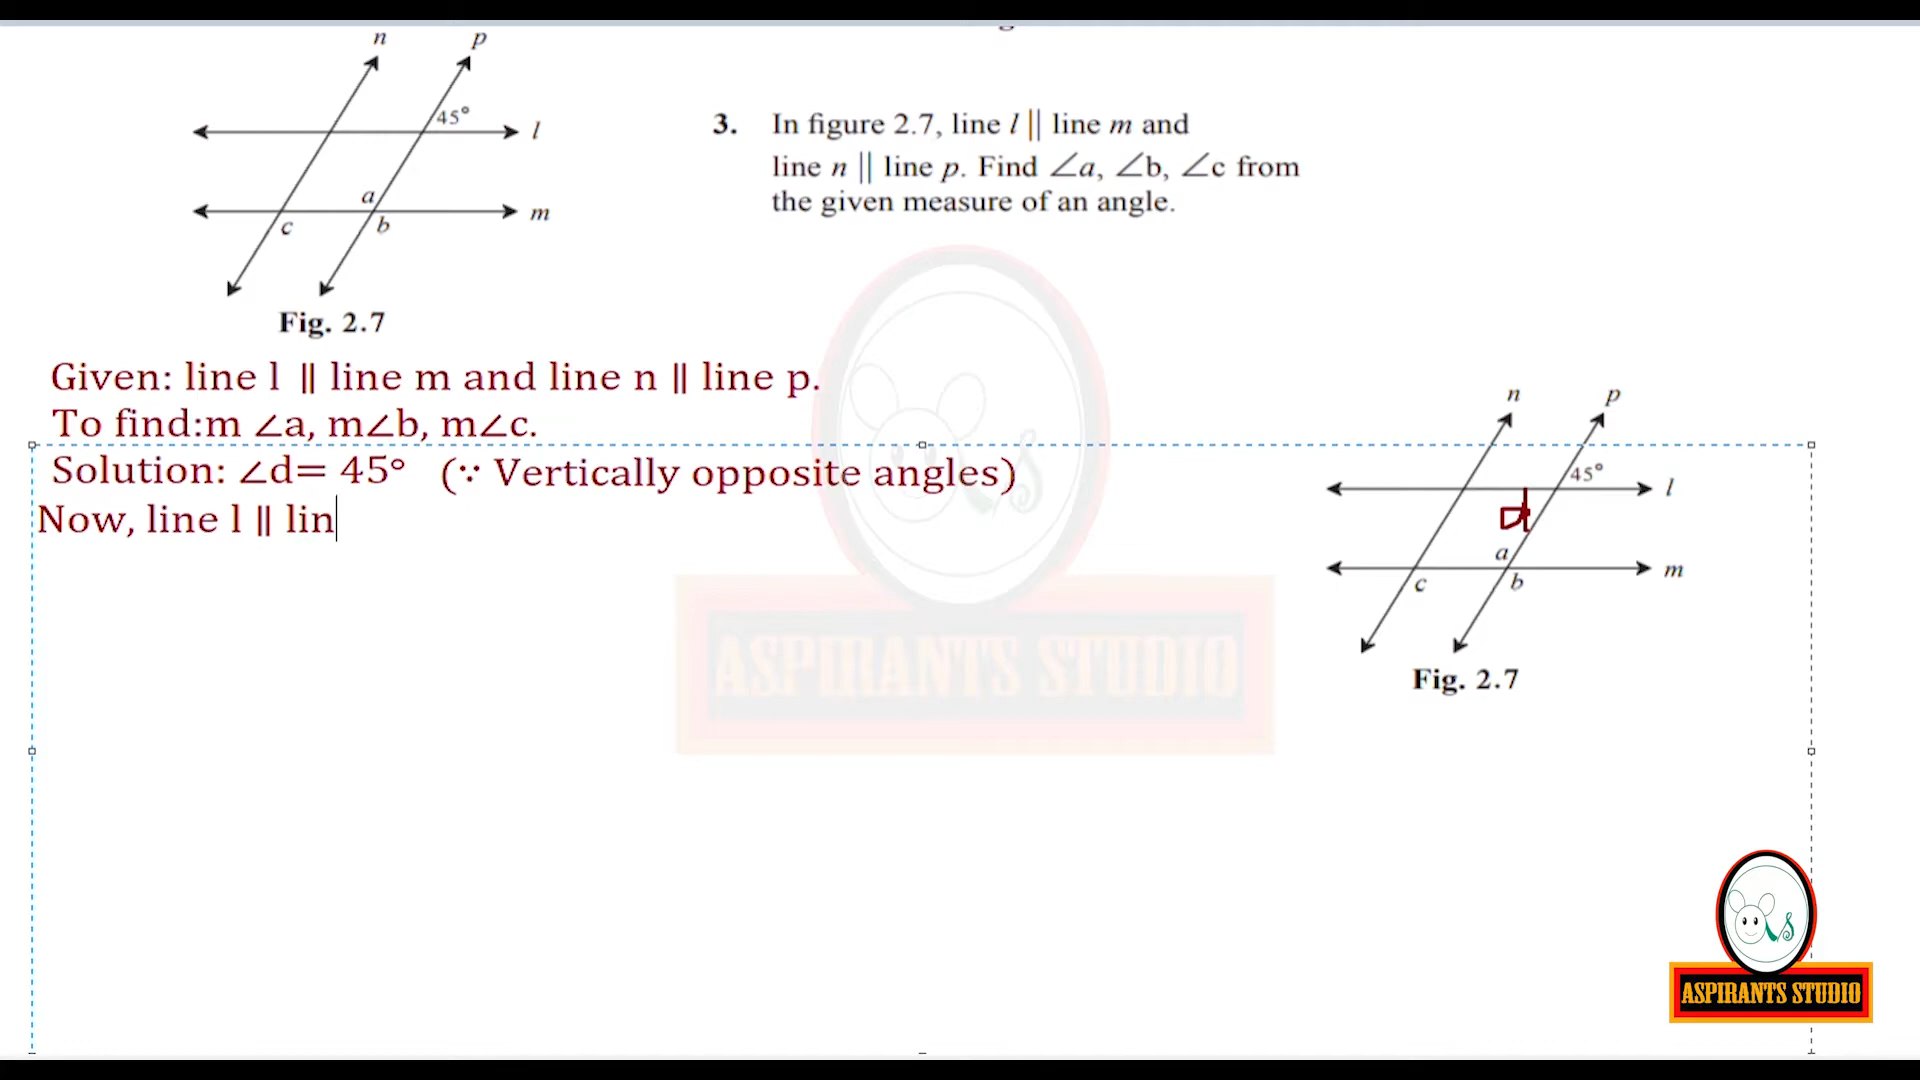 n p
45°
l
a
m
c b
Fig. 2.7
3. In figure 2.7, line l || line m and
line n || line p. Find ∠a, ∠b, ∠c from
the given measure of an angle.
Given: line l || line m and line n || line p.
To find:m ∠a, m∠b, m∠c.
Solution: ∠d= 45° (∵ Vertically opposite angles)
Now, line l || lin
n p
45°
l
d
a
m
c b
Fig. 2.7
ASPIRANTS STUDIO
ASPIRANTS STUDIO